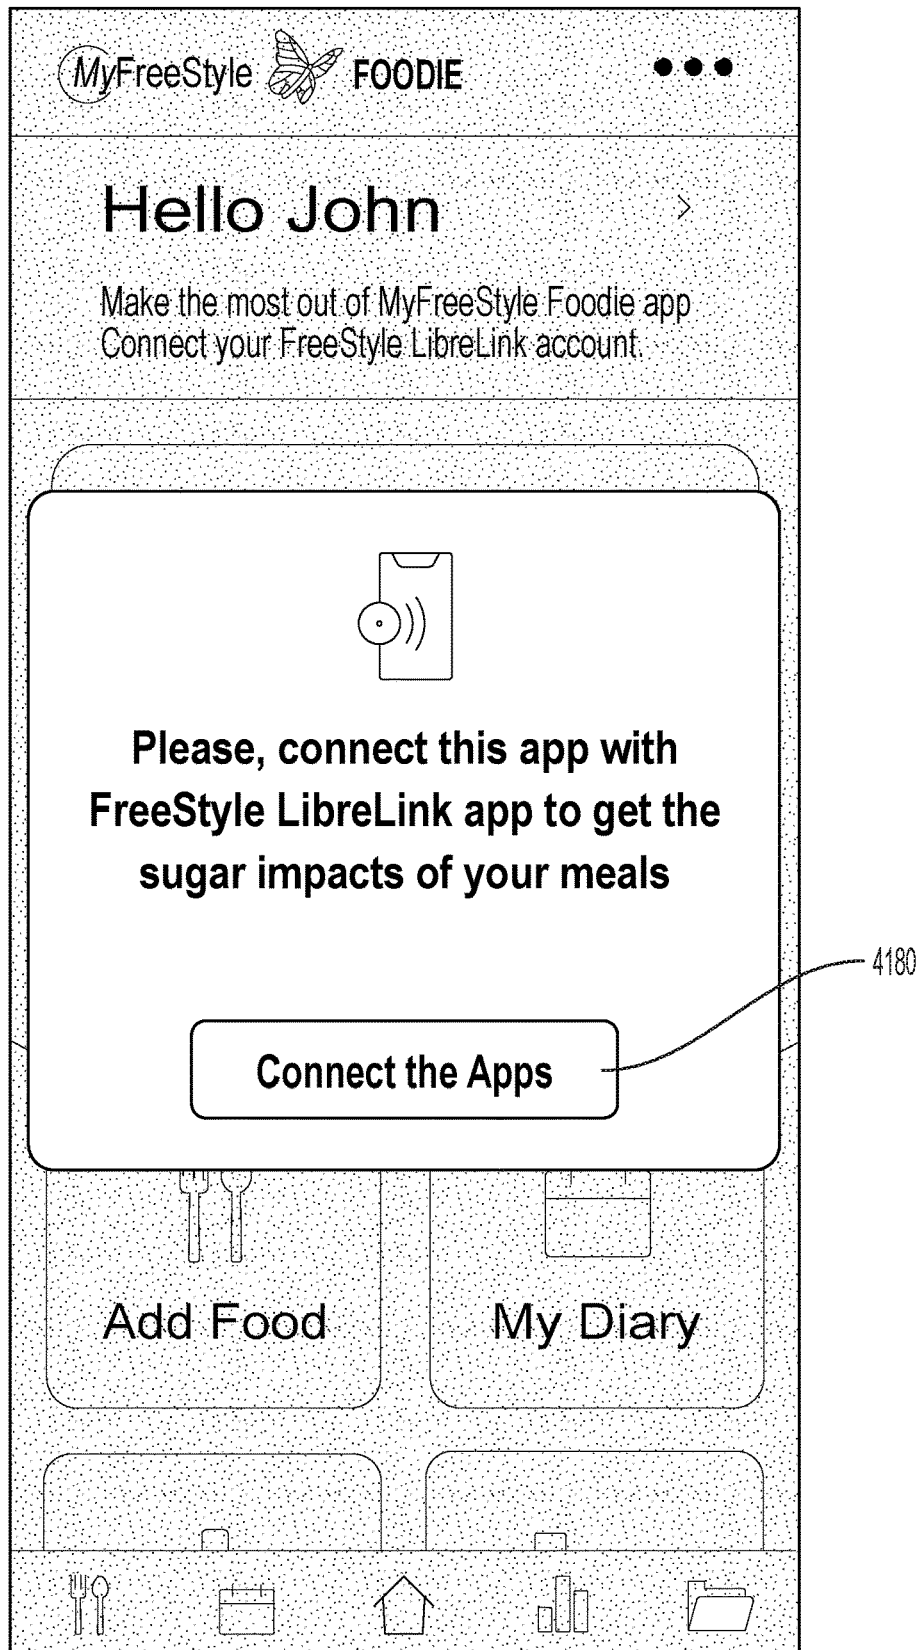 MyFreeStyle FOODIE
Hello John
Make the most out of MyFreeStyle Foodie app
Connect your FreeStyle LibreLink account.
Please, connect this app with
FreeStyle LibreLink app to get the
sugar impacts of your meals
4180
Connect the Apps
Add Food
My Diary